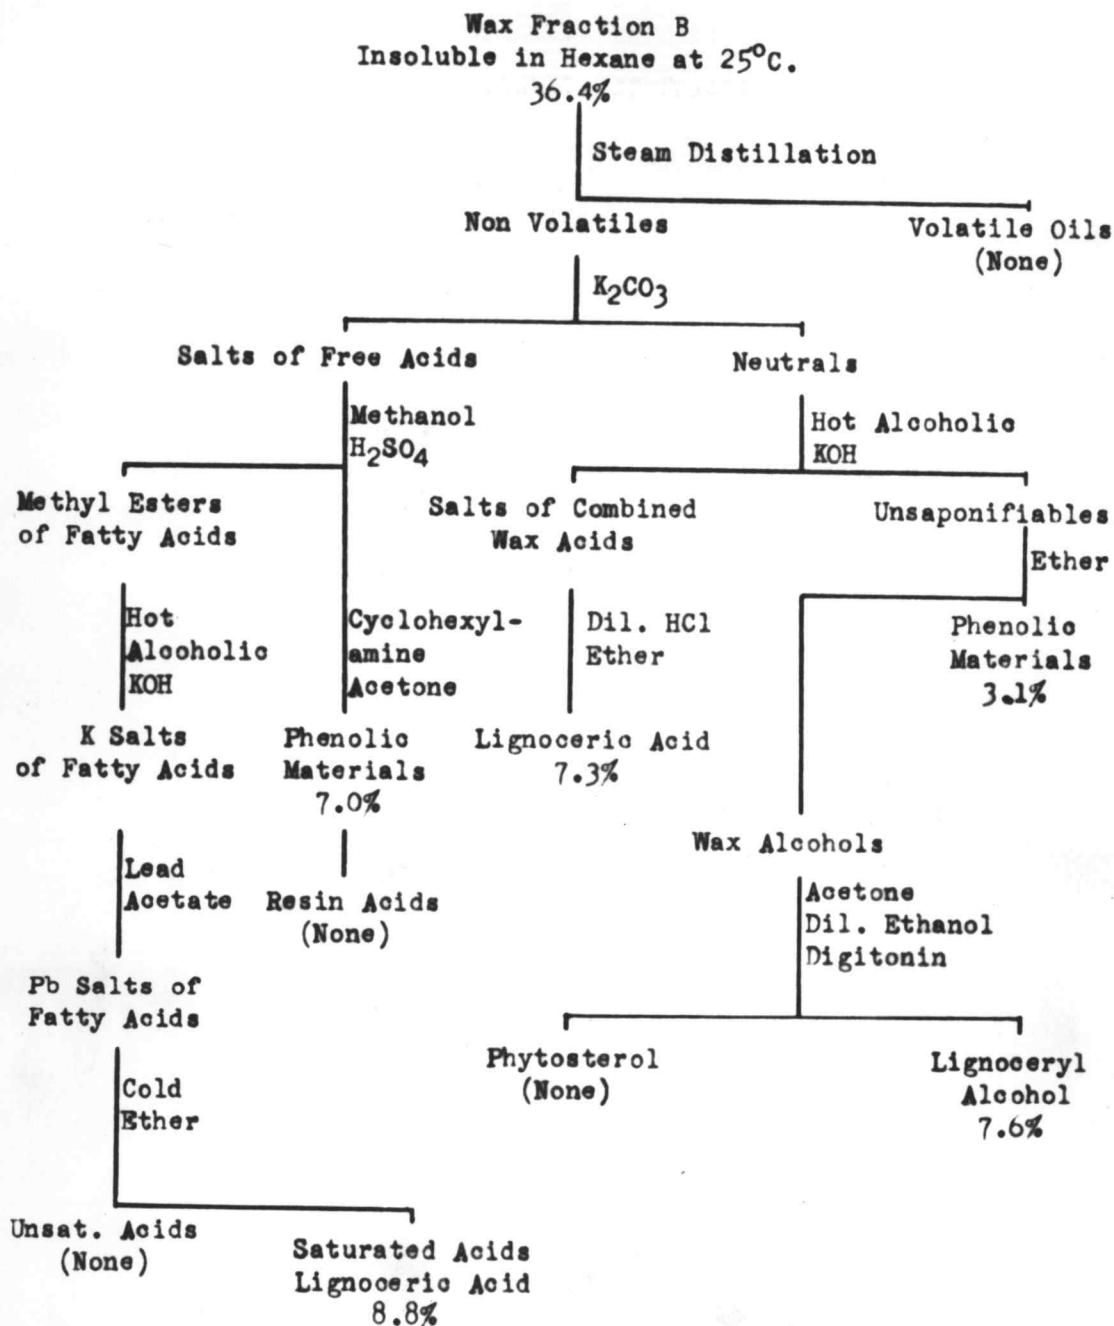 Wax Fraction B
Insoluble in Hexane at 25°C.
36.4%
Steam Distillation
Non Volatiles
Volatile Oils
(None)
K2CO3
Salts of Free Acids
Neutrals
Methanol
H2SO4
Hot Alcoholic
KOH
Methyl Esters
of Fatty Acids
Salts of Combined
Wax Acids
Unsaponifiables
Ether
Hot
Alcoholic
KOH
Cyclohexyl-
amine
Acetone
Dil. HCl
Ether
Phenolic
Materials
3.1%
K Salts
of Fatty Acids
Phenolic
Materials
7.0%
Lignoceric Acid
7.3%
Wax Alcohols
Lead
Acetate
Resin Acids
(None)
Acetone
Dil. Ethanol
Digitonin
Pb Salts of
Fatty Acids
Phytosterol
(None)
Lignoceryl
Alcohol
7.6%
Cold
Ether
Unsat. Acids
(None)
Saturated Acids
Lignoceric Acid
8.8%